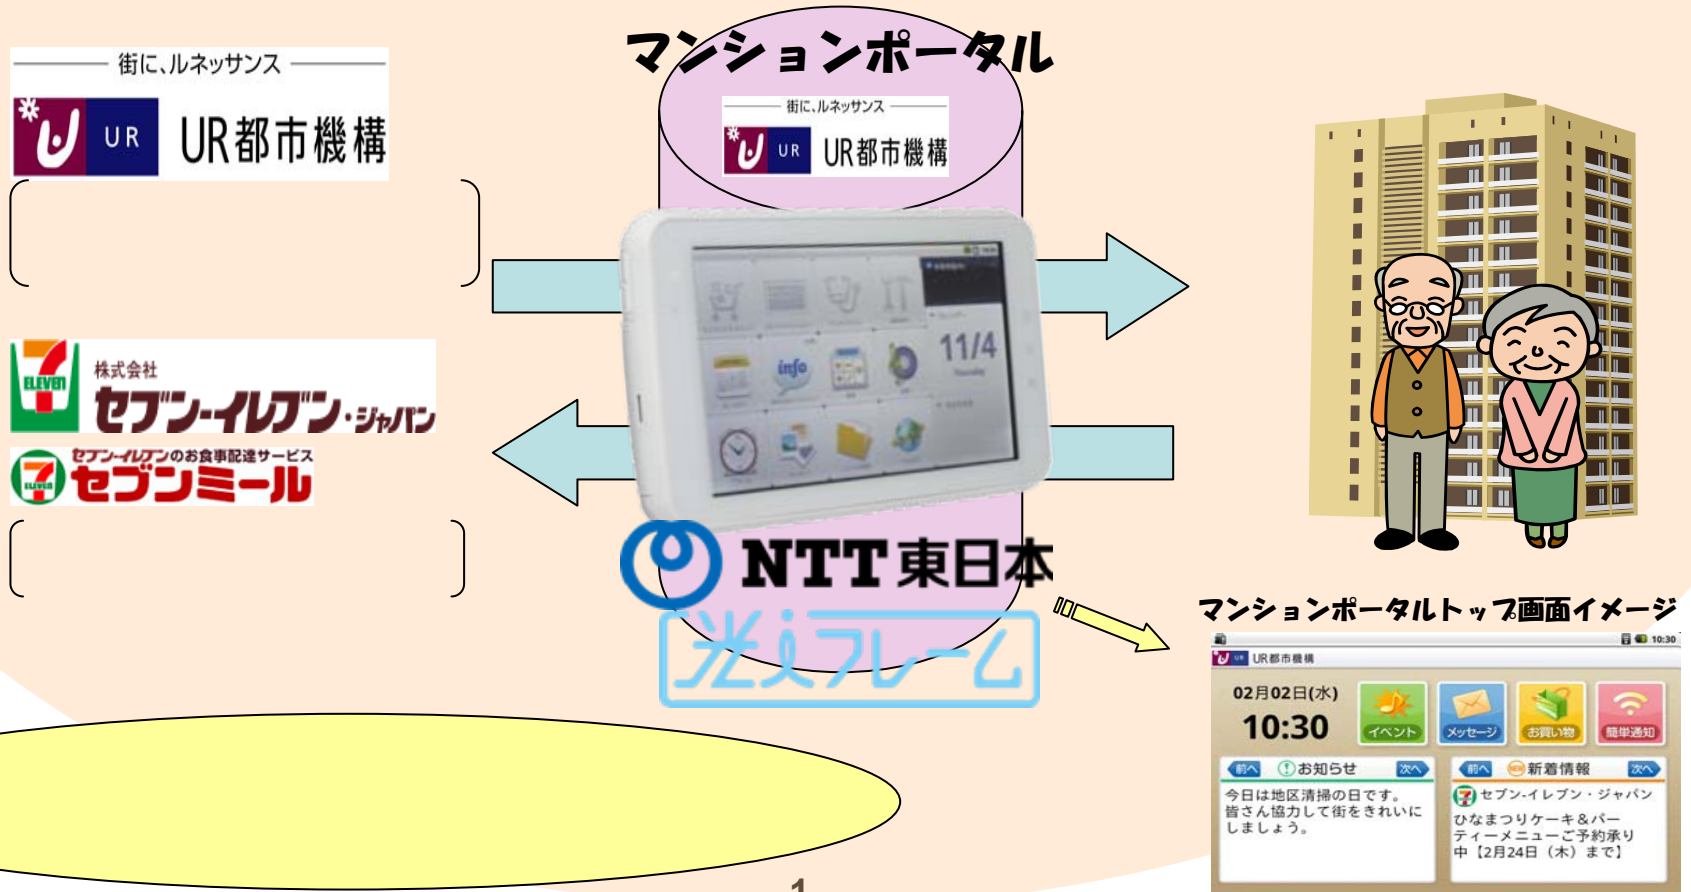 マンションポータル
街に、ルネッサンス
UR UR都市機構
街に、ルネッサンス
UR UR都市機構
11/4
Thursday
info
7
ELEVEN
株式会社
セブン-イレブン・ジャパン
7
ELEVEN
セブン-イレブンのお食事配達サービス
セブンミール
NTT東日本
光iフレーム
マンションポータルトップ画面イメージ
10:30
UR UR都市機構
02月02日(水)
10:30
イベント
メッセージ
お買い物
簡単通知
前へ
お知らせ
次へ
今日は地区清掃の日です。
皆さん協力して街をきれいに
しましょう。
前へ
NEW 新着情報
次へ
セブン-イレブン・ジャパン
ひなまつりケーキ＆パー
ティーメニューご予約承り
中【2月24日（木）まで】
1